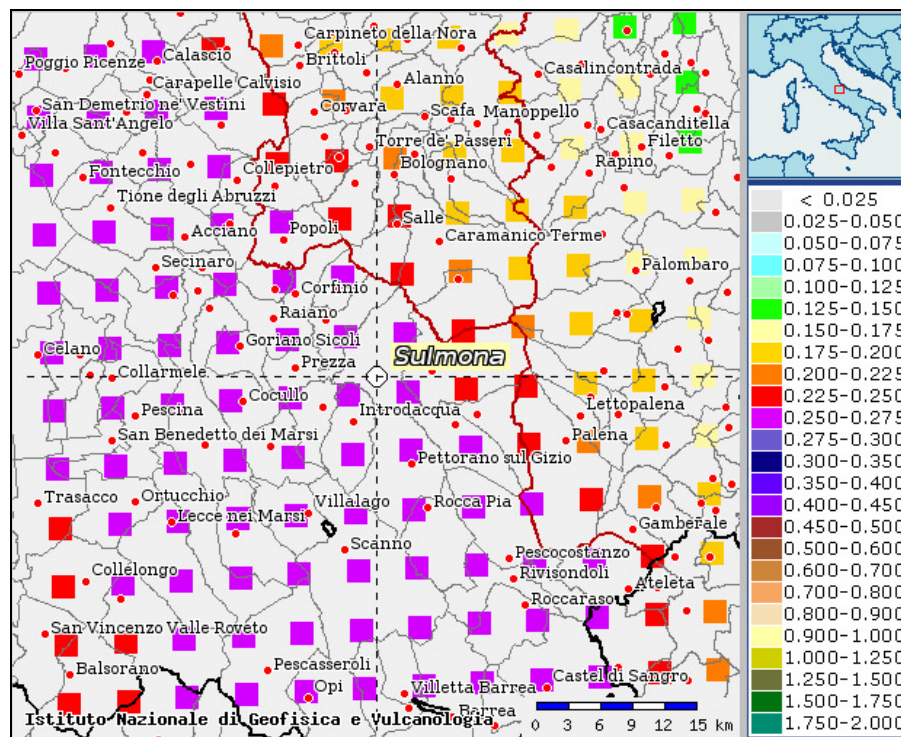 Carpineto della Nora
Poggio Picenze
Calascio
Brittoli
Casalincontrada
Carapelle Calvisio
Alanno
San Demetrio ne' Vestini
Corvara
Scafa
Manoppello
Villa Sant'Angelo
Casacanditella
Torre de' Passeri
Filetto
Fontecchio
Collepietro
Bolognano
Rapino
Tione degli Abruzzi
Salle
Acciano
Popoli
Caramanico Terme
Secinaro
Palombaro
Corfinio
Raiano
Celano
Goriano Sicoli
Sulmona
Prezza
Collarmele
Cocullo
Pescina
Introdacqua
Lettopalena
San Benedetto dei Marsi
Palena
Pettorano sul Gizio
Trasacco
Ortucchio
Villalago
Rocca Pia
Lecce nei Marsi
Gamberale
Scanno
Pescocostanzo
Collelongo
Rivisondoli
Ateleta
Roccaraso
San Vincenzo Valle Roveto
Balsorano
Pescasseroli
Castel di Sangro
Opi
Villetta Barrea
Barrea
Istituto Nazionale di Geofisica e Vulcanologia
0 3 6 9 12 15 km
< 0.025
0.025-0.050
0.050-0.075
0.075-0.100
0.100-0.125
0.125-0.150
0.150-0.175
0.175-0.200
0.200-0.225
0.225-0.250
0.250-0.275
0.275-0.300
0.300-0.350
0.350-0.400
0.400-0.450
0.450-0.500
0.500-0.600
0.600-0.700
0.700-0.800
0.800-0.900
0.900-1.000
1.000-1.250
1.250-1.500
1.500-1.750
1.750-2.000